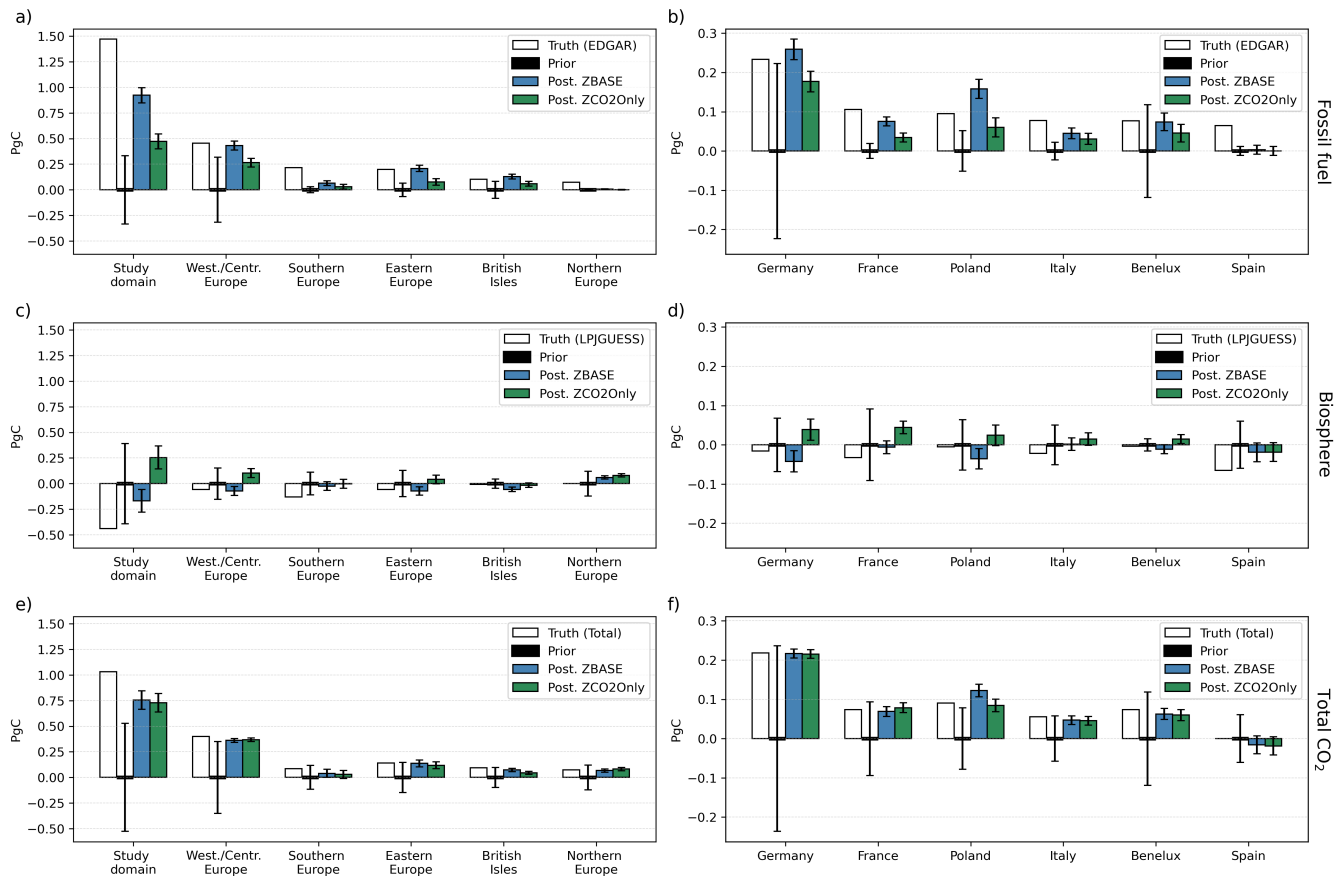 a)
1.50
1.25
1.00
0.75
0.50
0.25
0.00
−0.25
−0.50
PgC
Truth (EDGAR)
Prior
Post. ZBASE
Post. ZCO2Only
Study
domain
West./Centr.
Europe
Southern
Europe
Eastern
Europe
British
Isles
Northern
Europe
b)
0.3
0.2
0.1
0.0
−0.1
−0.2
PgC
Truth (EDGAR)
Prior
Post. ZBASE
Post. ZCO2Only
Germany
France
Poland
Italy
Benelux
Spain
Fossil fuel
c)
1.50
1.25
1.00
0.75
0.50
0.25
0.00
−0.25
−0.50
PgC
Truth (LPJGUESS)
Prior
Post. ZBASE
Post. ZCO2Only
Study
domain
West./Centr.
Europe
Southern
Europe
Eastern
Europe
British
Isles
Northern
Europe
d)
0.3
0.2
0.1
0.0
−0.1
−0.2
PgC
Truth (LPJGUESS)
Prior
Post. ZBASE
Post. ZCO2Only
Germany
France
Poland
Italy
Benelux
Spain
Biosphere
e)
1.50
1.25
1.00
0.75
0.50
0.25
0.00
−0.25
−0.50
PgC
Truth (Total)
Prior
Post. ZBASE
Post. ZCO2Only
Study
domain
West./Centr.
Europe
Southern
Europe
Eastern
Europe
British
Isles
Northern
Europe
f)
0.3
0.2
0.1
0.0
−0.1
−0.2
PgC
Truth (Total)
Prior
Post. ZBASE
Post. ZCO2Only
Germany
France
Poland
Italy
Benelux
Spain
Total CO₂